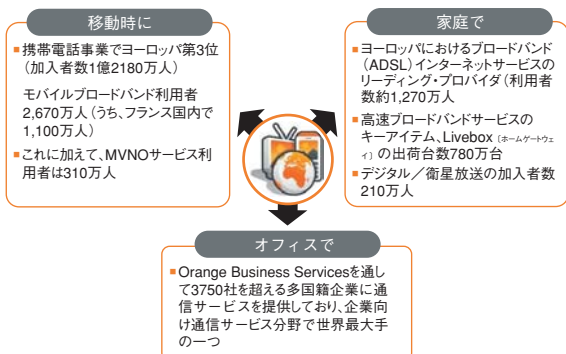 移動時に
■携帯電話事業でヨーロッパ第3位
（加入者数1億2180万人）
モバイルブロードバンド利用者
2,670万人（うち、フランス国内で
1,100万人）
■これに加えて、MVNOサービス利
用者は310万人
家庭で
■ヨーロッパにおけるブロードバンド
（ADSL）インターネットサービスの
リーディング・プロバイダ（利用者
数約1,270万人
■高速ブロードバンドサービスの
キーアイテム、Livebox（ホームゲートウェ
イ）の出荷台数780万台
■デジタル／衛星放送の加入者数
210万人
オフィスで
■Orange Business Servicesを通し
て3750社を超える多国籍企業に通
信サービスを提供しており、企業向
け通信サービス分野で世界最大手
の一つ